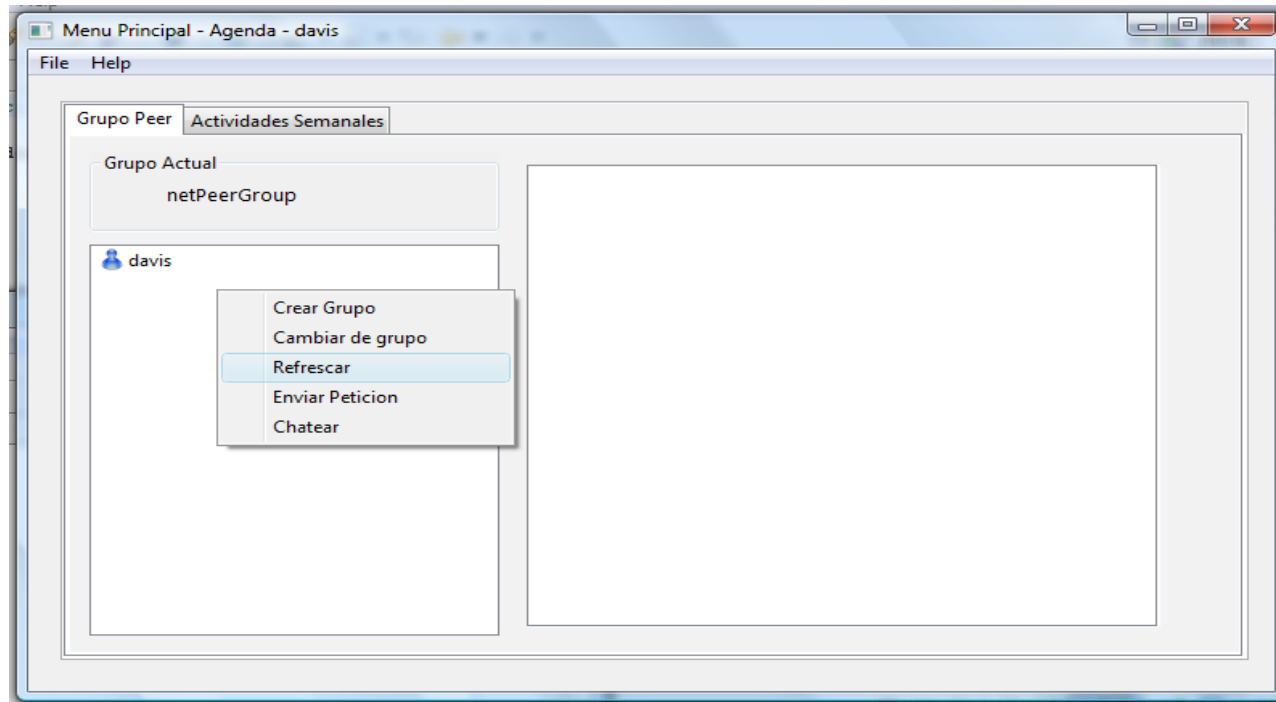 Menu Principal - Agenda - davis
File Help
Grupo Peer Actividades Semanales
Grupo Actual
netPeerGroup
davis
Crear Grupo
Cambiar de grupo
Refrescar
Enviar Peticion
Chatear